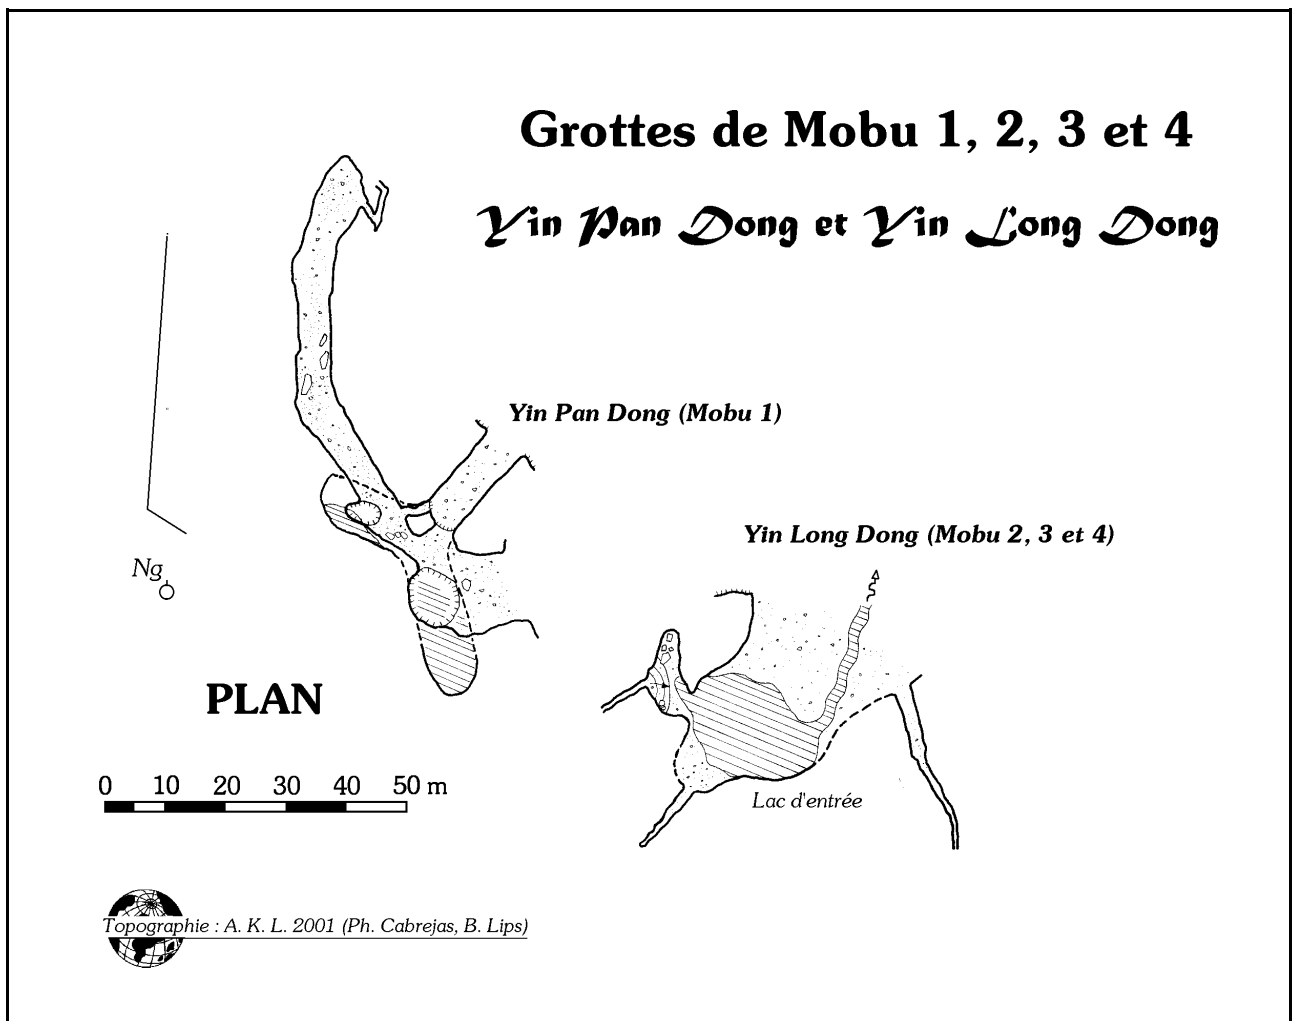 Grottes de Mobu 1, 2, 3 et 4
Yin Pan Dong et Yin Long Dong
Yin Pan Dong (Mobu 1)
Yin Long Dong (Mobu 2, 3 et 4)
Ng
PLAN
0 10 20 30 40 50 m
Lac d'entrée
Topographie : A. K. L. 2001 (Ph. Cabrejas, B. Lips)